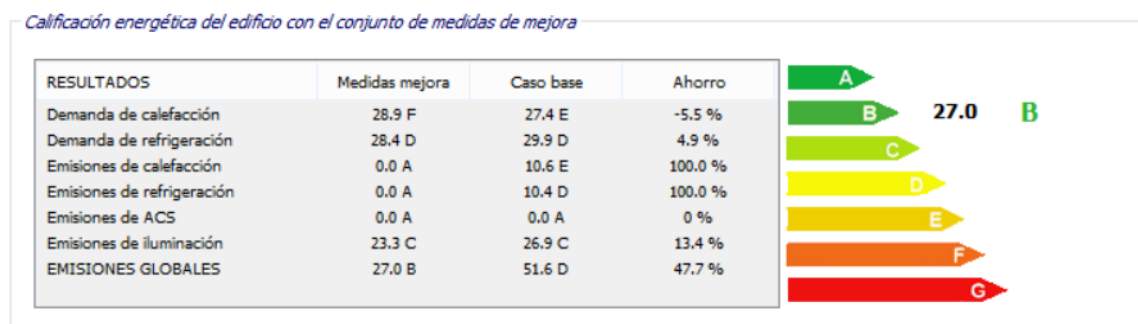 Calificación energética del edificio con el conjunto de medidas de mejora
RESULTADOS Medidas mejora Caso base Ahorro
Demanda de calefacción 28.9 F 27.4 E -5.5 %
Demanda de refrigeración 28.4 D 29.9 D 4.9 %
Emisiones de calefacción 0.0 A 10.6 E 100.0 %
Emisiones de refrigeración 0.0 A 10.4 D 100.0 %
Emisiones de ACS 0.0 A 0.0 A 0 %
Emisiones de iluminación 23.3 C 26.9 C 13.4 %
EMISIONES GLOBALES 27.0 B 51.6 D 47.7 %
A
B 27.0 B
C
D
E
F
G